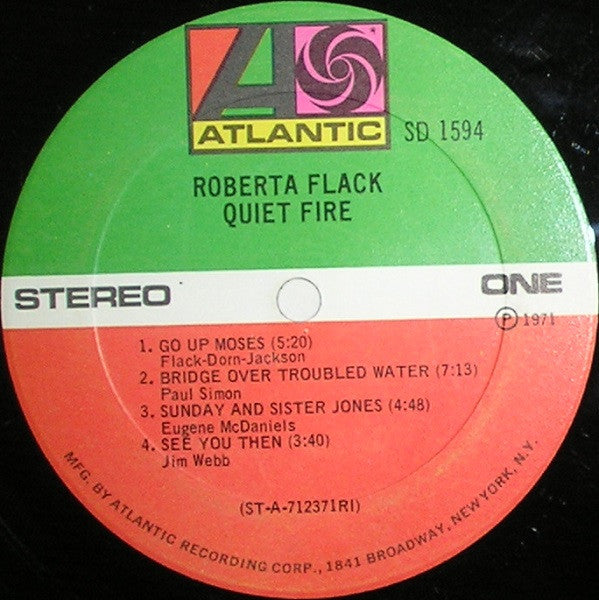 ATLANTIC
SD 1594
ROBERTA FLACK
QUIET FIRE
STEREO
ONE
Ⓟ 1971
1. GO UP MOSES (5:20)
Flack-Dorn-Jackson
2. BRIDGE OVER TROUBLED WATER (7:13)
Paul Simon
3. SUNDAY AND SISTER JONES (4:48)
Eugene McDaniels
4. SEE YOU THEN (3:40)
Jim Webb
(ST-A-712371RI)
MFG. BY ATLANTIC RECORDING CORP., 1841 BROADWAY, NEW YORK, N.Y.